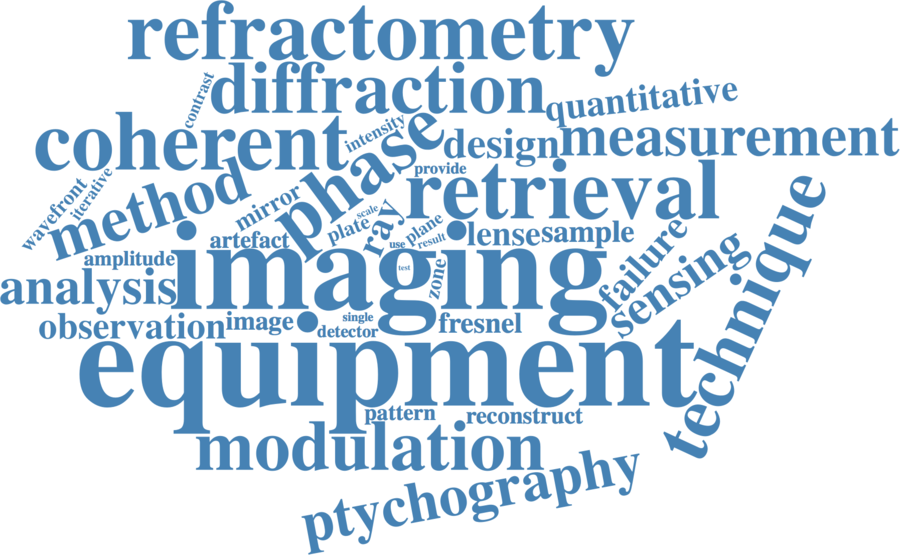 refractometry
contrast
diffraction
quantitative
coherent
intensity
phase
design
measurement
provide
wavefront
iterative
method
mirror
scale
plate
ray
retrieval
technique
artefact
use
plane
result
lense
sample
failure
sensing
amplitude
imaging
test
zone
analysis
observation
image
single
detector
fresnel
equipment
pattern
reconstruct
modulation
ptychography